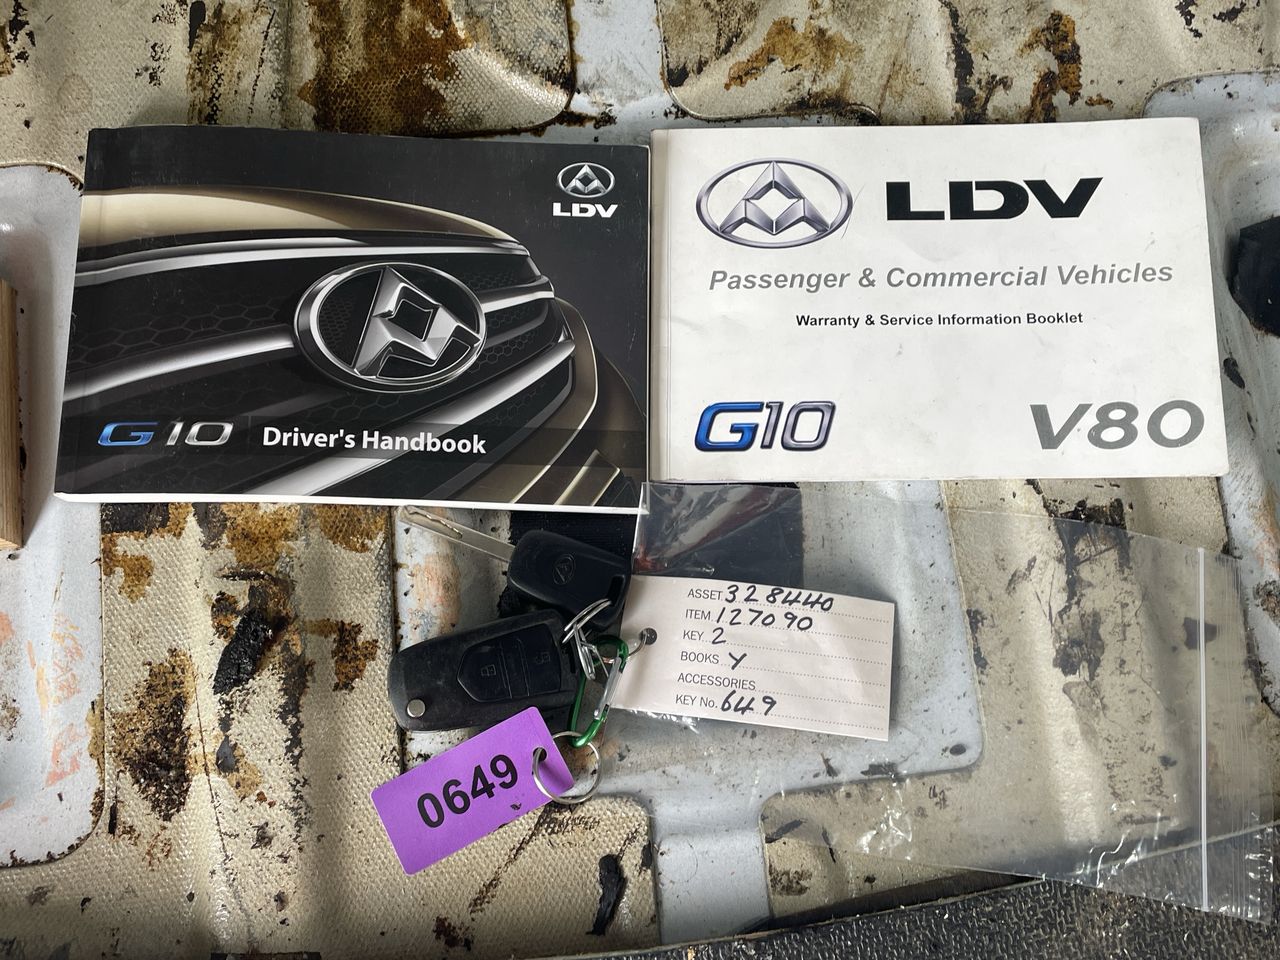 LDV
G10 Driver's Handbook
LDV
Passenger & Commercial Vehicles
Warranty & Service Information Booklet
G10 V80
ASSET 328440
ITEM 127090
KEY 2
BOOKS Y
ACCESSORIES
KEY No. 649
0649